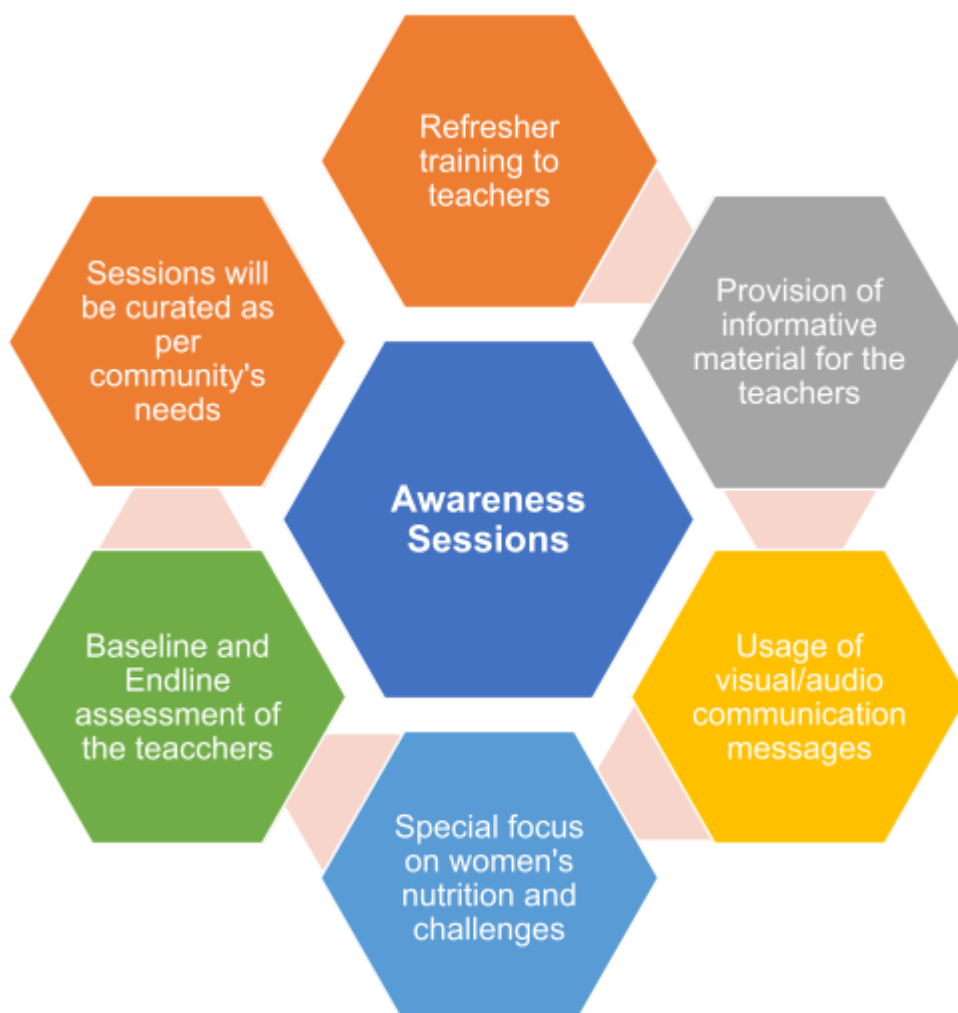 Refresher
training to
teachers
Provision of
informative
material for the
teachers
Usage of
visual/audio
communication
messages
Special focus
on women's
nutrition and
challenges
Baseline and
Endline
assessment of
the teacchers
Sessions will
be curated as
per
community's
needs
Awareness
Sessions